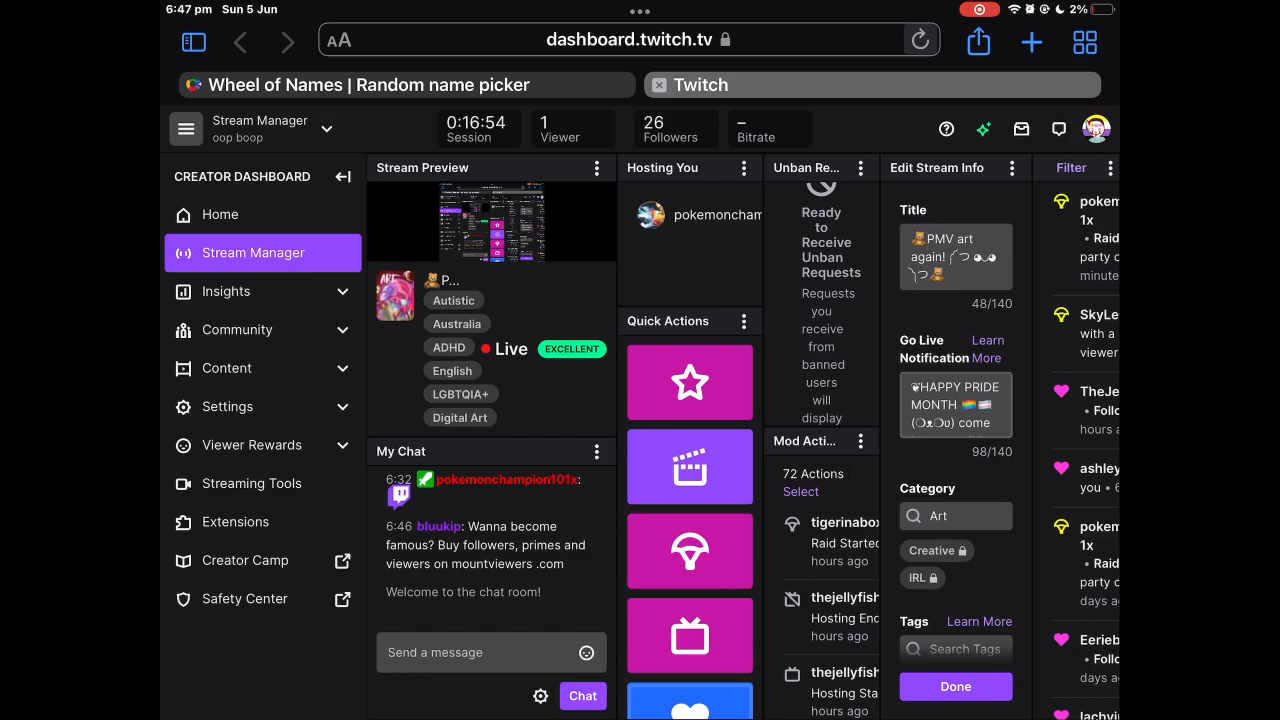 6:47 pm Sun 5 Jun
2%
AA dashboard.twitch.tv
Wheel of Names | Random name picker
Twitch
Stream Manager
oop boop
0:16:54
Session
1
Viewer
26
Followers
–
Bitrate
CREATOR DASHBOARD
Home
Stream Manager
Insights
Community
Content
Settings
Viewer Rewards
Streaming Tools
Extensions
Creator Camp
Safety Center
Stream Preview
ART
🧸P...
Autistic
Australia
ADHD
English
LGBTQIA+
Digital Art
Live EXCELLENT
My Chat
6:32 pokemonchampion101x:
6:46 bluukip: Wanna become
famous? Buy followers, primes and
viewers on mountviewers .com
Welcome to the chat room!
Send a message
Chat
Hosting You
pokemoncham
Quick Actions
Unban Re...
Ready
to
Receive
Unban
Requests
Requests
you
receive
from
banned
users
will
display
Mod Acti...
72 Actions
Select
tigerinabox
Raid Started
hours ago
thejellyfish
Hosting End
hours ago
thejellyfish
Hosting Sta
hours ago
Edit Stream Info
Title
🧸PMV art
again! ༼つ ◕◡◕
༽つ🧸
48/140
Go Live Learn
Notification More
❦HAPPY PRIDE
MONTH 🏳️‍🌈🏳️‍⚧️
(OᴥOʋ) come
98/140
Category
Art
Creative
IRL
Tags Learn More
Search Tags
Done
Filter
pokem
1x
• Raid
party o
minute
SkyLe
with a
viewer
TheJe
• Follo
hours a
ashley
you • 6
pokem
1x
• Raid
party o
days ag
Eerieb
• Follo
days ag
lachyin